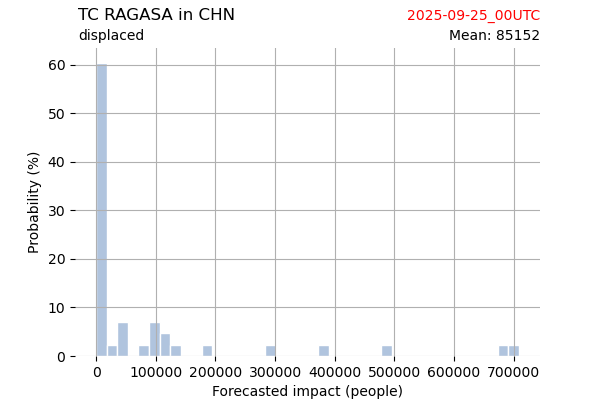 TC RAGASA in CHN
2025-09-25_00UTC
displaced
Mean: 85152
Probability (%)
60
50
40
30
20
10
0
0 100000 200000 300000 400000 500000 600000 700000
Forecasted impact (people)